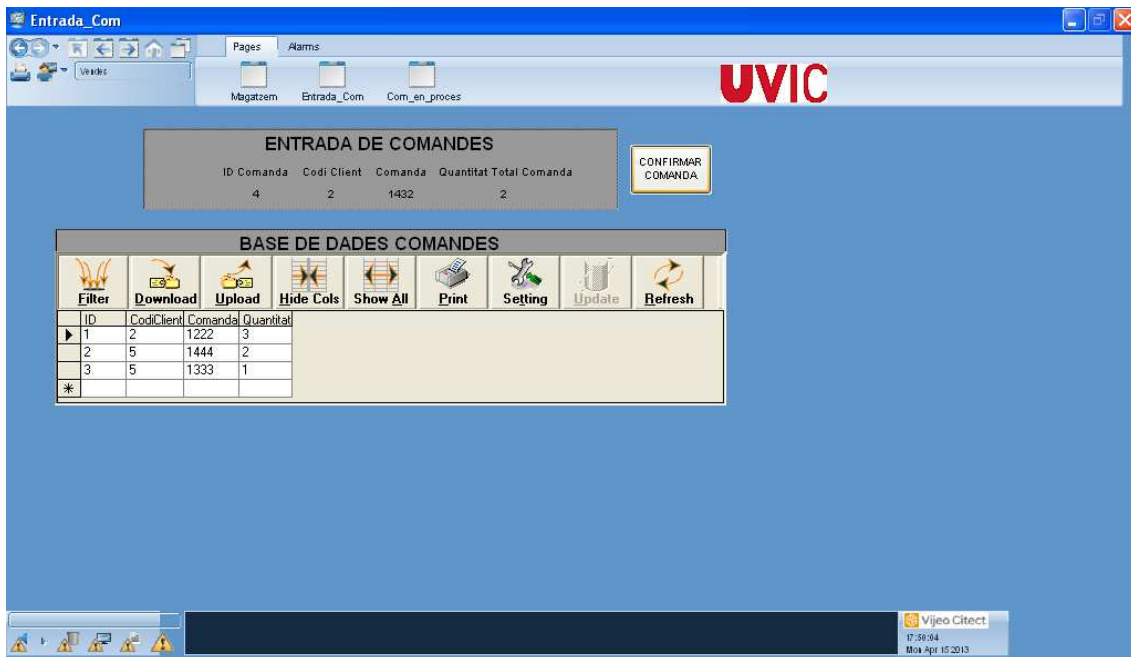 Entrada_Com
Pages Alarms
Vendes
Magatzem Entrada_Com Com_en_proces
UVIC
ENTRADA DE COMANDES
ID Comanda Codi Client Comanda Quantitat Total Comanda
4 2 1432 2
CONFIRMAR
COMANDA
BASE DE DADES COMANDES
Filter Download Upload Hide Cols Show All Print Setting Update Refresh
ID CodiClient Comanda Quantitat
1 2 1222 3
2 5 1444 2
3 5 1333 1
Vijeo Citect
17:50:04
Mon Apr 15 2013